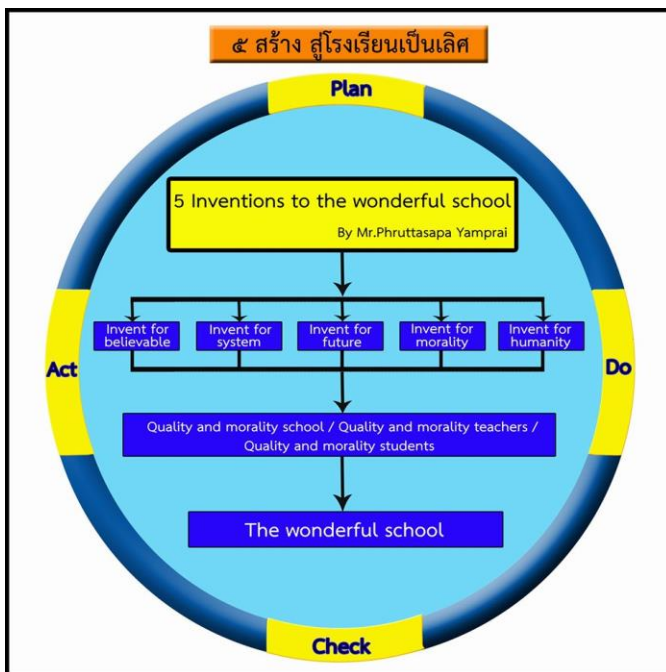 ๕ สร้าง สู่โรงเรียนเป็นเลิศ
Plan
5 Inventions to the wonderful school
By Mr.Phruttasapa Yamprai
Invent for
believable
Invent for
system
Invent for
future
Invent for
morality
Invent for
humanity
Act
Do
Quality and morality school / Quality and morality teachers /
Quality and morality students
The wonderful school
Check